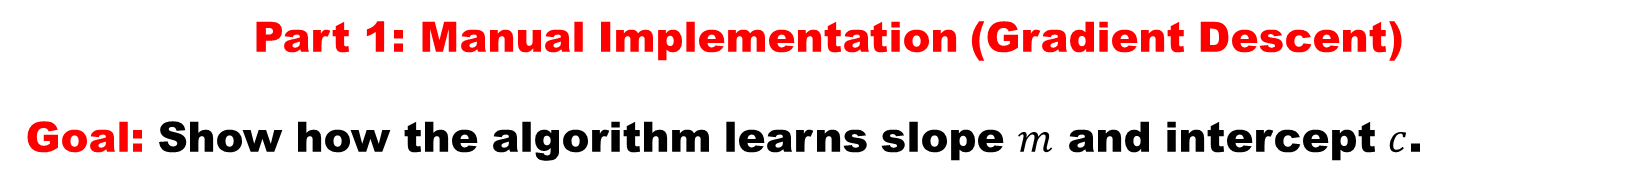 Part 1: Manual Implementation (Gradient Descent)
Goal: Show how the algorithm learns slope 𝑚 and intercept 𝑐.